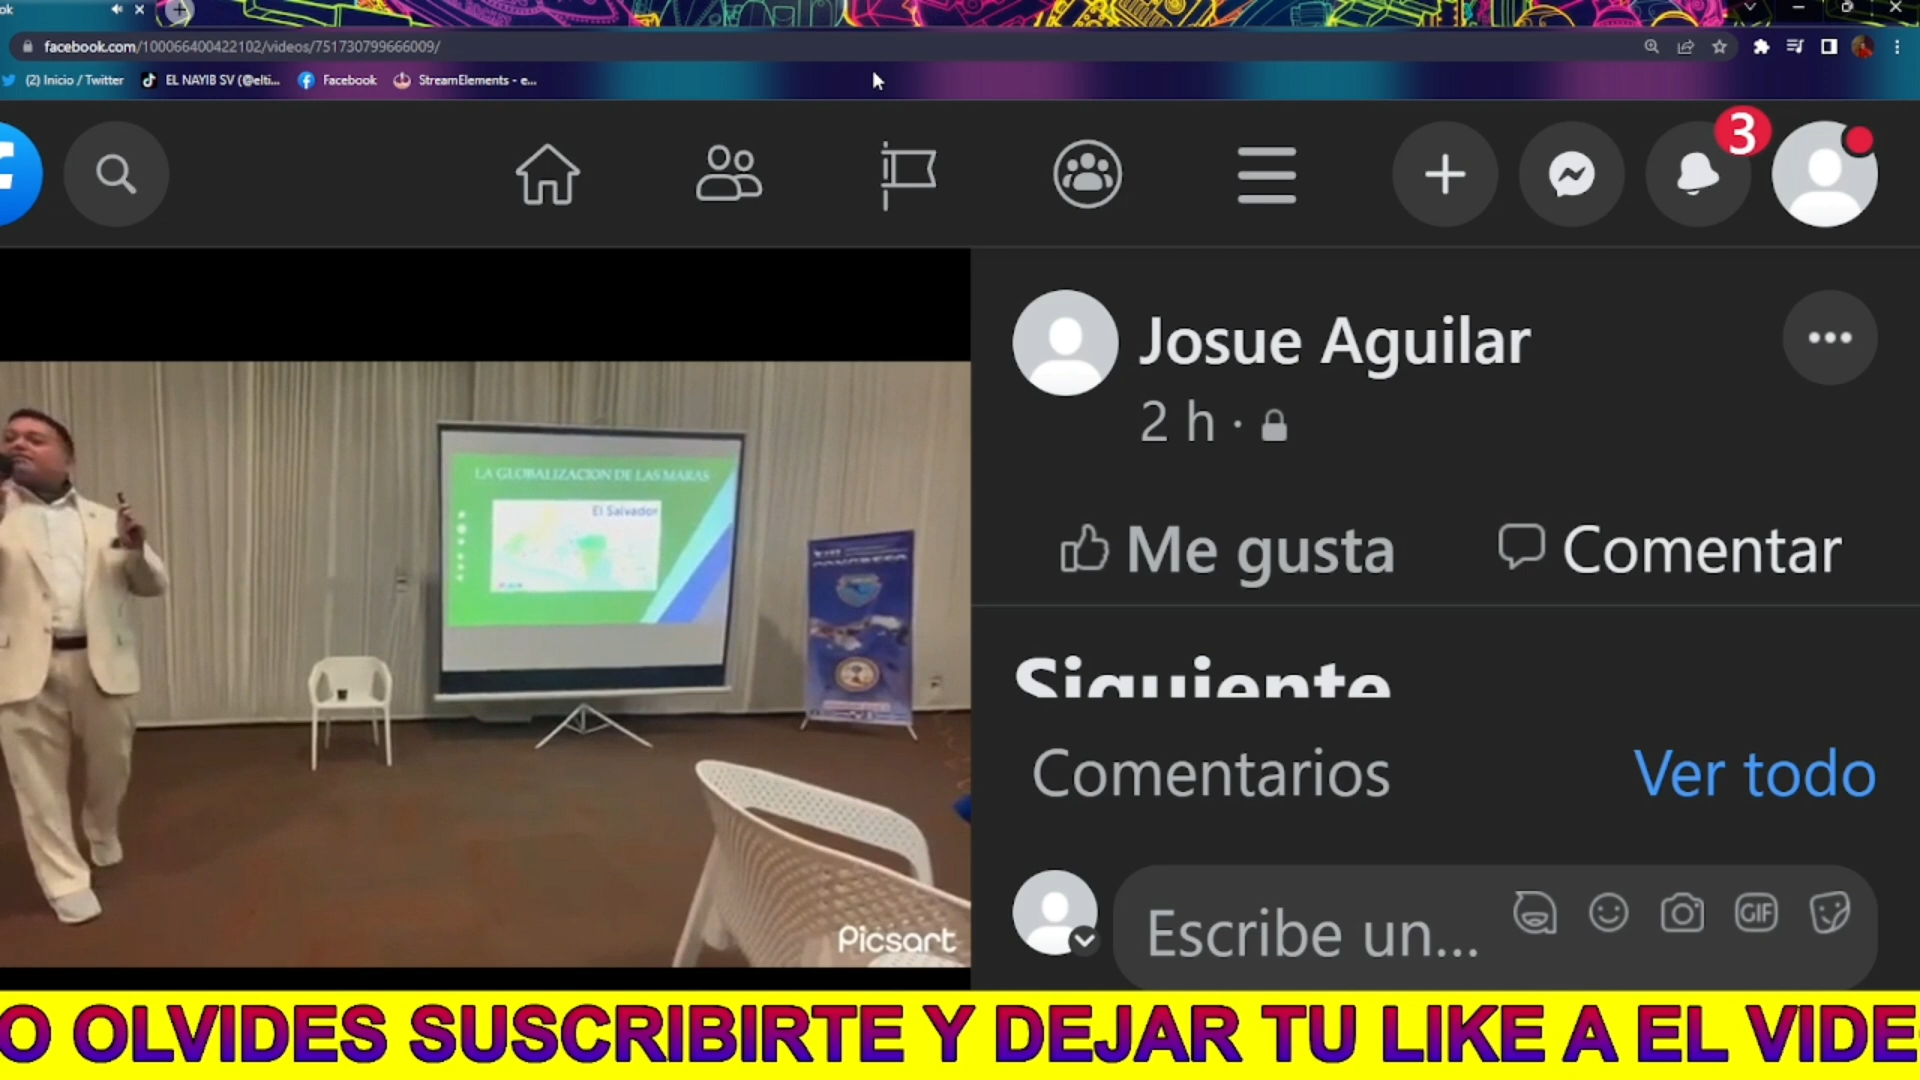 ok
facebook.com/100066400422102/videos/751730799666009/
(2) Inicio / Twitter
EL NAYIB SV (@elti...
Facebook
StreamElements - e...
3
Josue Aguilar
2 h ·
Me gusta
Comentar
Siguiente
Comentarios
Ver todo
Escribe un...
GIF
LA GLOBALIZACION DE LAS MARAS
El Salvador
CONGRESO
Picsart
O OLVIDES SUSCRIBIRTE Y DEJAR TU LIKE A EL VIDE